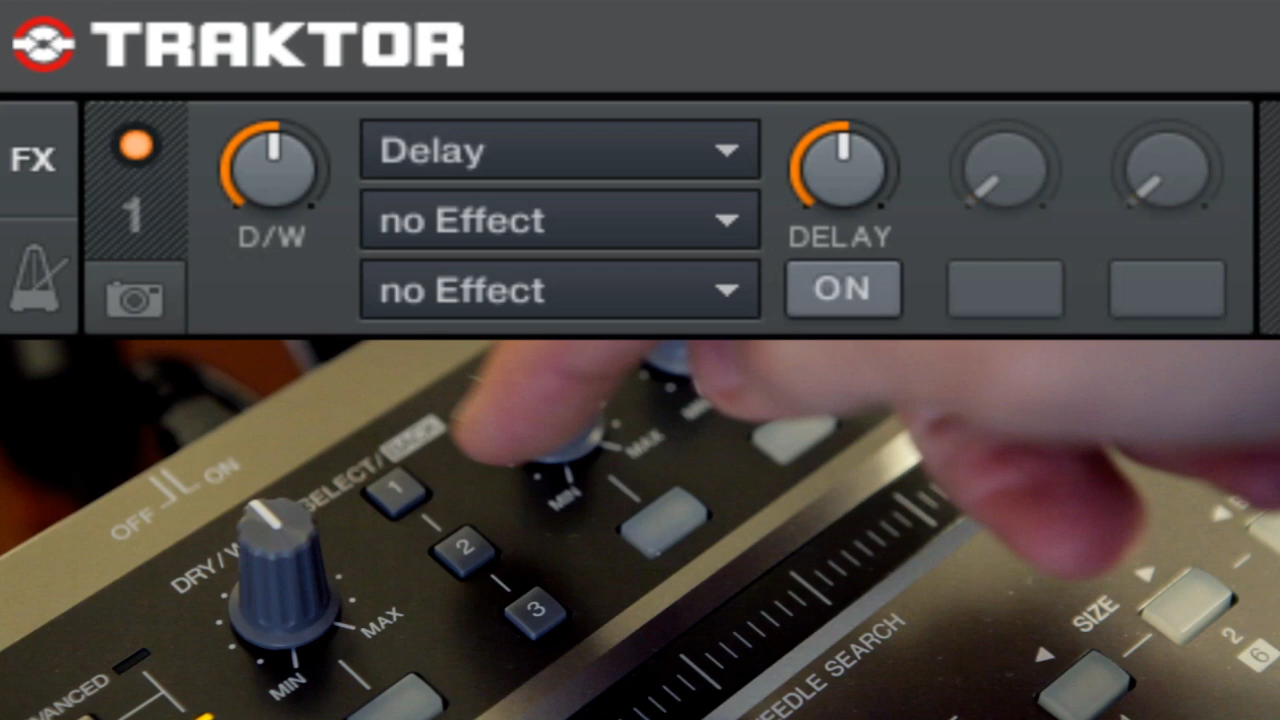 TRAKTOR
FX
1
D/W
Delay
no Effect
no Effect
DELAY
ON
OFF
ON
SELECT/BACK
DRY/W
MIN
MAX
1
2
3
MIN
MAX
SIZE
2
6
NEEDLE SEARCH